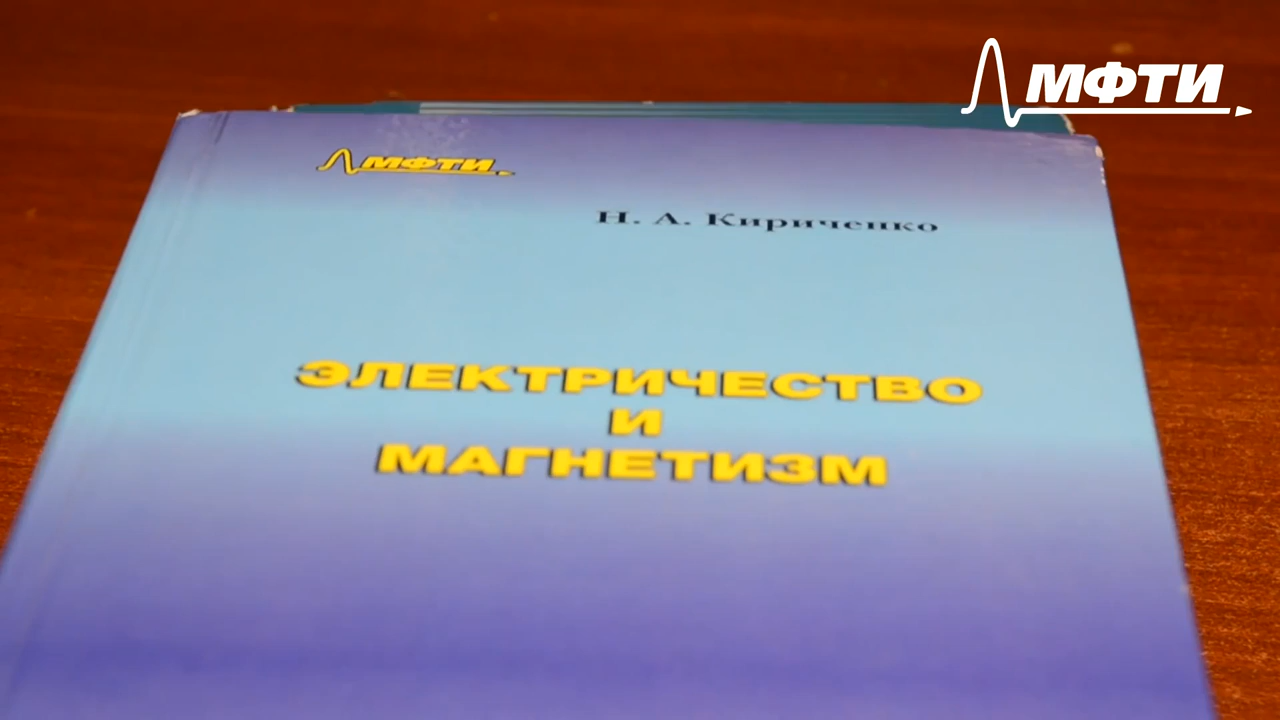 МФТИ
МФТИ
Н. А. Кириченко
ЭЛЕКТРИЧЕСТВО
И
МАГНЕТИЗМ